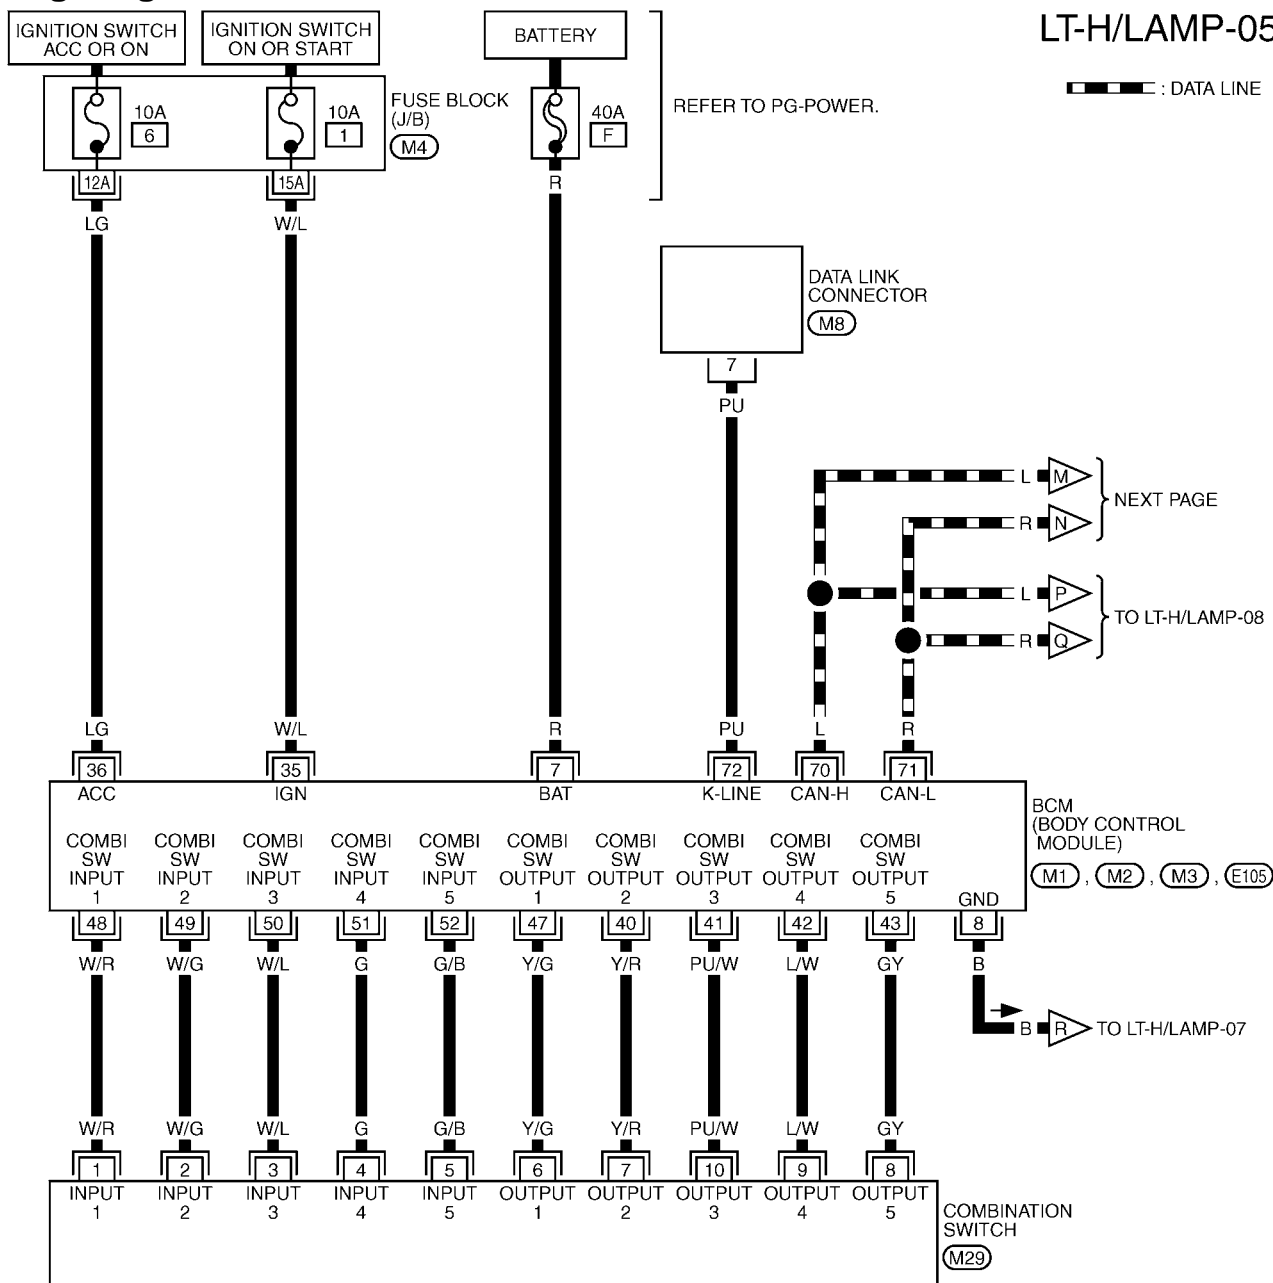 IGNITION SWITCH
ACC OR ON
IGNITION SWITCH
ON OR START
BATTERY
LT-H/LAMP-05
: DATA LINE
10A
6
10A
1
FUSE BLOCK
(J/B)
M4
40A
F
REFER TO PG-POWER.
12A
15A
R
LG
W/L
DATA LINK
CONNECTOR
M8
7
PU
L
M
NEXT PAGE
R
N
L
P
TO LT-H/LAMP-08
R
Q
LG
W/L
R
PU
L
R
36
35
7
72
70
71
ACC
IGN
BAT
K-LINE
CAN-H
CAN-L
BCM
(BODY CONTROL
MODULE)
M1 , M2 , M3 , E105
COMBI
SW
INPUT
1
COMBI
SW
INPUT
2
COMBI
SW
INPUT
3
COMBI
SW
INPUT
4
COMBI
SW
INPUT
5
COMBI
SW
OUTPUT
1
COMBI
SW
OUTPUT
2
COMBI
SW
OUTPUT
3
COMBI
SW
OUTPUT
4
COMBI
SW
OUTPUT
5
GND
48
49
50
51
52
47
40
41
42
43
8
W/R
W/G
W/L
G
G/B
Y/G
Y/R
PU/W
L/W
GY
B
B
R
TO LT-H/LAMP-07
W/R
W/G
W/L
G
G/B
Y/G
Y/R
PU/W
L/W
GY
1
2
3
4
5
6
7
10
9
8
INPUT
1
INPUT
2
INPUT
3
INPUT
4
INPUT
5
OUTPUT
1
OUTPUT
2
OUTPUT
3
OUTPUT
4
OUTPUT
5
COMBINATION
SWITCH
M29